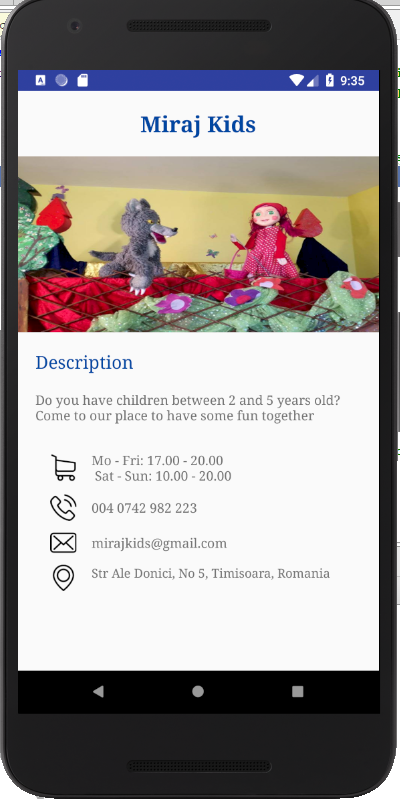 A 9:35
Miraj Kids
Description
Do you have children between 2 and 5 years old?
Come to our place to have some fun together
Mo - Fri: 17.00 - 20.00
Sat - Sun: 10.00 - 20.00
004 0742 982 223
mirajkids@gmail.com
Str Ale Donici, No 5, Timisoara, Romania